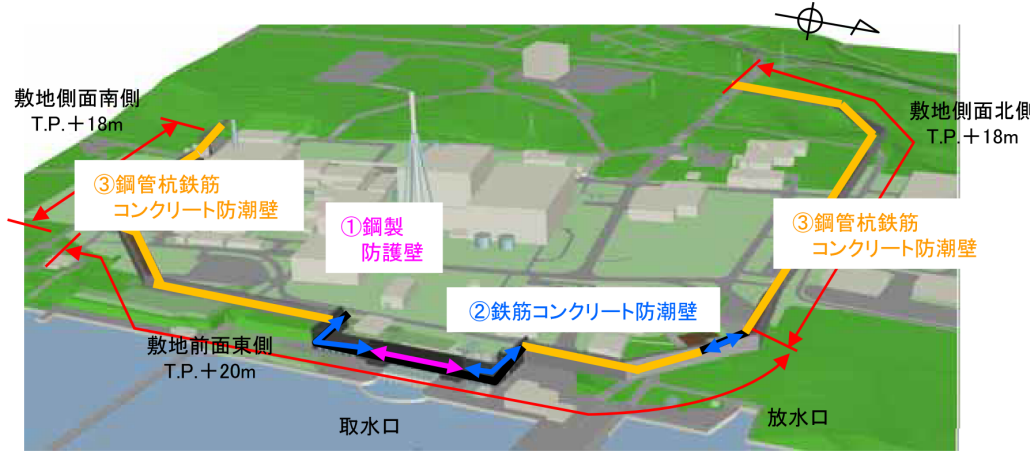 敷地側面南側
T.P.+18m
敷地側面北側
T.P.+18m
③鋼管杭鉄筋
コンクリート防潮壁
①鋼製
防護壁
③鋼管杭鉄筋
コンクリート防潮壁
②鉄筋コンクリート防潮壁
敷地前面東側
T.P.+20m
取水口
放水口